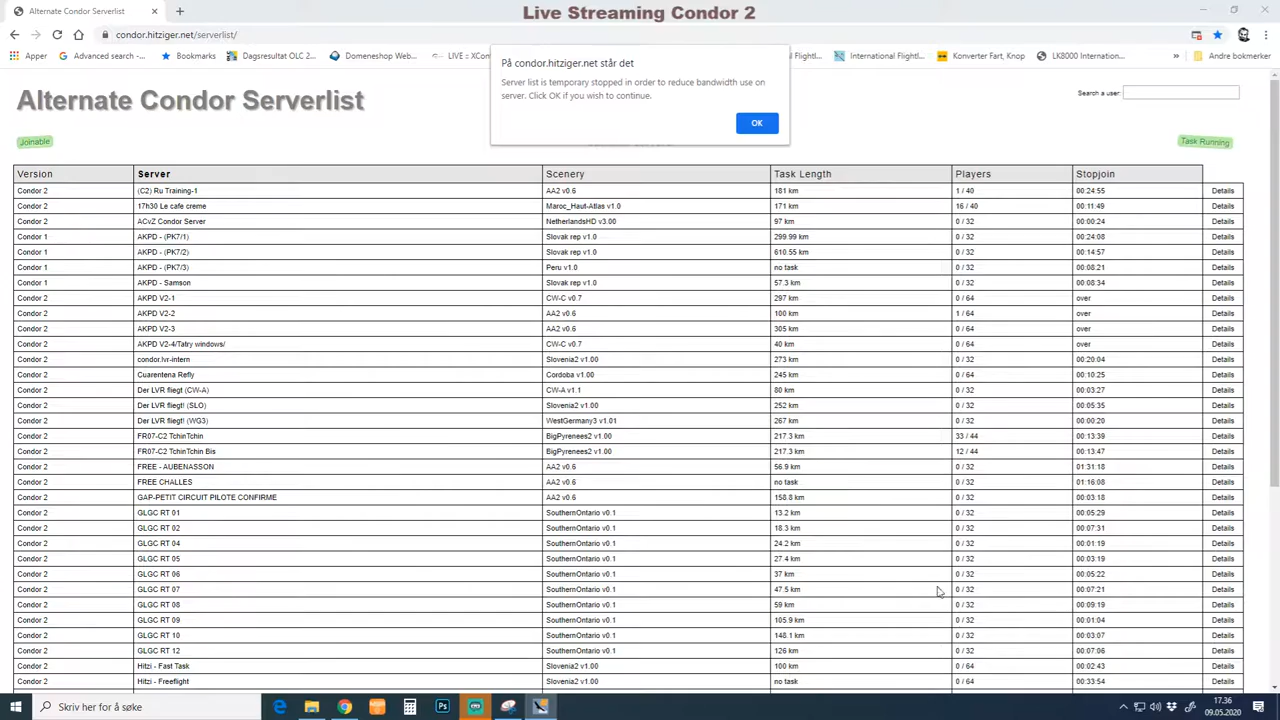 Live Streaming Condor 2
Alternate Condor Serverlist
condor.hitziger.net/serverlist/
Apper Advanced search -... Dagsresultat OLC 2... Domeneshop Web... LIVE :: XCon Bookmarks International Flightl... Konverter Fart, Konv... LK8000 Internation...
På condor.hitziger.net står det
Server list is temporary stopped in order to reduce bandwidth use on
server. Click OK if you wish to continue.
OK
Alternate Condor Serverlist
Search a user:
Joinable
Task Running
Version Server Scenery Task Length Players Stopjoin
Condor 2 (C2) Ru Training-1 AA2 v0.6 181 km 1 / 40 00:24:55 Details
Condor 2 17h30 Le cafe creme Maroc_Haut-Atlas v1.0 171 km 16 / 40 00:11:49 Details
Condor 2 ACvZ Condor Server NetherlandsHD v3.00 97 km 0 / 32 00:00:24 Details
Condor 1 AKPD - (PK7/1) Slovak rep v1.0 299.99 km 0 / 32 00:24:08 Details
Condor 1 AKPD - (PK7/2) Slovak rep v1.0 610.55 km 0 / 32 00:14:57 Details
Condor 1 AKPD - (PK7/3) Peru v1.0 no task 0 / 32 00:08:21 Details
Condor 1 AKPD - Samson Slovak rep v1.0 57.3 km 0 / 32 00:08:34 Details
Condor 2 AKPD V2-1 CW-C v0.7 297 km 0 / 64 over Details
Condor 2 AKPD V2-2 AA2 v0.6 100 km 1 / 64 over Details
Condor 2 AKPD V2-3 AA2 v0.6 305 km 0 / 64 over Details
Condor 2 AKPD V2-4/Tatry windows/ CW-C v0.7 40 km 0 / 64 over Details
Condor 2 condor.lvr-intern Slovenia2 v1.00 273 km 0 / 32 00:20:04 Details
Condor 2 Cuarentena Refly Cordoba v1.00 245 km 0 / 64 00:10:25 Details
Condor 2 Der LVR fliegt (CW-A) CW-A v1.1 80 km 0 / 32 00:03:27 Details
Condor 2 Der LVR fliegt! (SLO) Slovenia2 v1.00 252 km 0 / 32 00:05:35 Details
Condor 2 Der LVR fliegt! (WG3) WestGermany3 v1.01 267 km 0 / 32 00:00:20 Details
Condor 2 FR07-C2 TchinTchin BigPyrenees2 v1.00 217.3 km 33 / 44 00:13:39 Details
Condor 2 FR07-C2 TchinTchin Bis BigPyrenees2 v1.00 217.3 km 12 / 44 00:13:47 Details
Condor 2 FREE - AUBENASSON AA2 v0.6 56.9 km 0 / 32 01:31:18 Details
Condor 2 FREE CHALLES AA2 v0.6 no task 0 / 32 01:16:08 Details
Condor 2 GAP-PETIT CIRCUIT PILOTE CONFIRME AA2 v0.6 158.8 km 0 / 32 00:03:18 Details
Condor 2 GLGC RT 01 SouthernOntario v0.1 13.2 km 0 / 32 00:05:29 Details
Condor 2 GLGC RT 02 SouthernOntario v0.1 18.3 km 0 / 32 00:07:31 Details
Condor 2 GLGC RT 04 SouthernOntario v0.1 24.2 km 0 / 32 00:01:19 Details
Condor 2 GLGC RT 05 SouthernOntario v0.1 27.4 km 0 / 32 00:03:19 Details
Condor 2 GLGC RT 06 SouthernOntario v0.1 37 km 0 / 32 00:05:22 Details
Condor 2 GLGC RT 07 SouthernOntario v0.1 47.5 km 0 / 32 00:07:21 Details
Condor 2 GLGC RT 08 SouthernOntario v0.1 59 km 0 / 32 00:09:19 Details
Condor 2 GLGC RT 09 SouthernOntario v0.1 105.9 km 0 / 32 00:01:04 Details
Condor 2 GLGC RT 10 SouthernOntario v0.1 148.1 km 0 / 32 00:03:07 Details
Condor 2 GLGC RT 12 SouthernOntario v0.1 126 km 0 / 32 00:07:06 Details
Condor 2 Hitzi - Fast Task Slovenia2 v1.00 100 km 0 / 64 00:02:43 Details
Condor 2 Hitzi - Freeflight Slovenia2 v1.00 no task 0 / 64 00:33:54 Details
Skriv her for å søke
17.36
09.05.2020